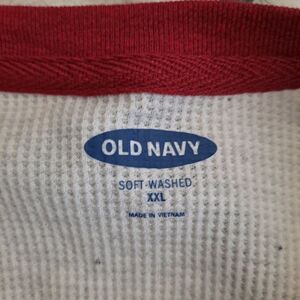 OLD NAVY
SOFT-WASHED
XXL
MADE IN VIETNAM